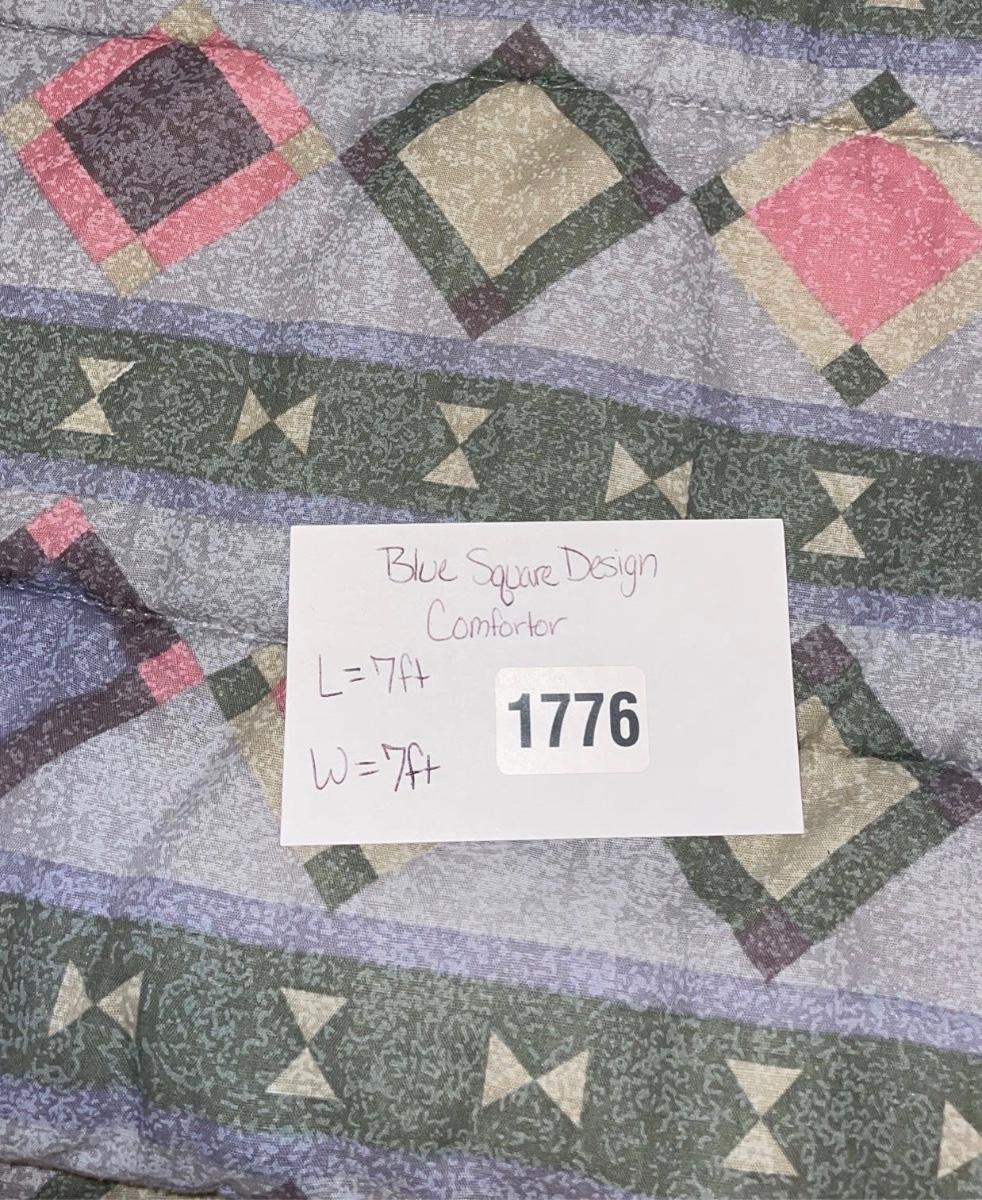 Blue Square Design
Comfortor
L=7ft
1776
W=7ft